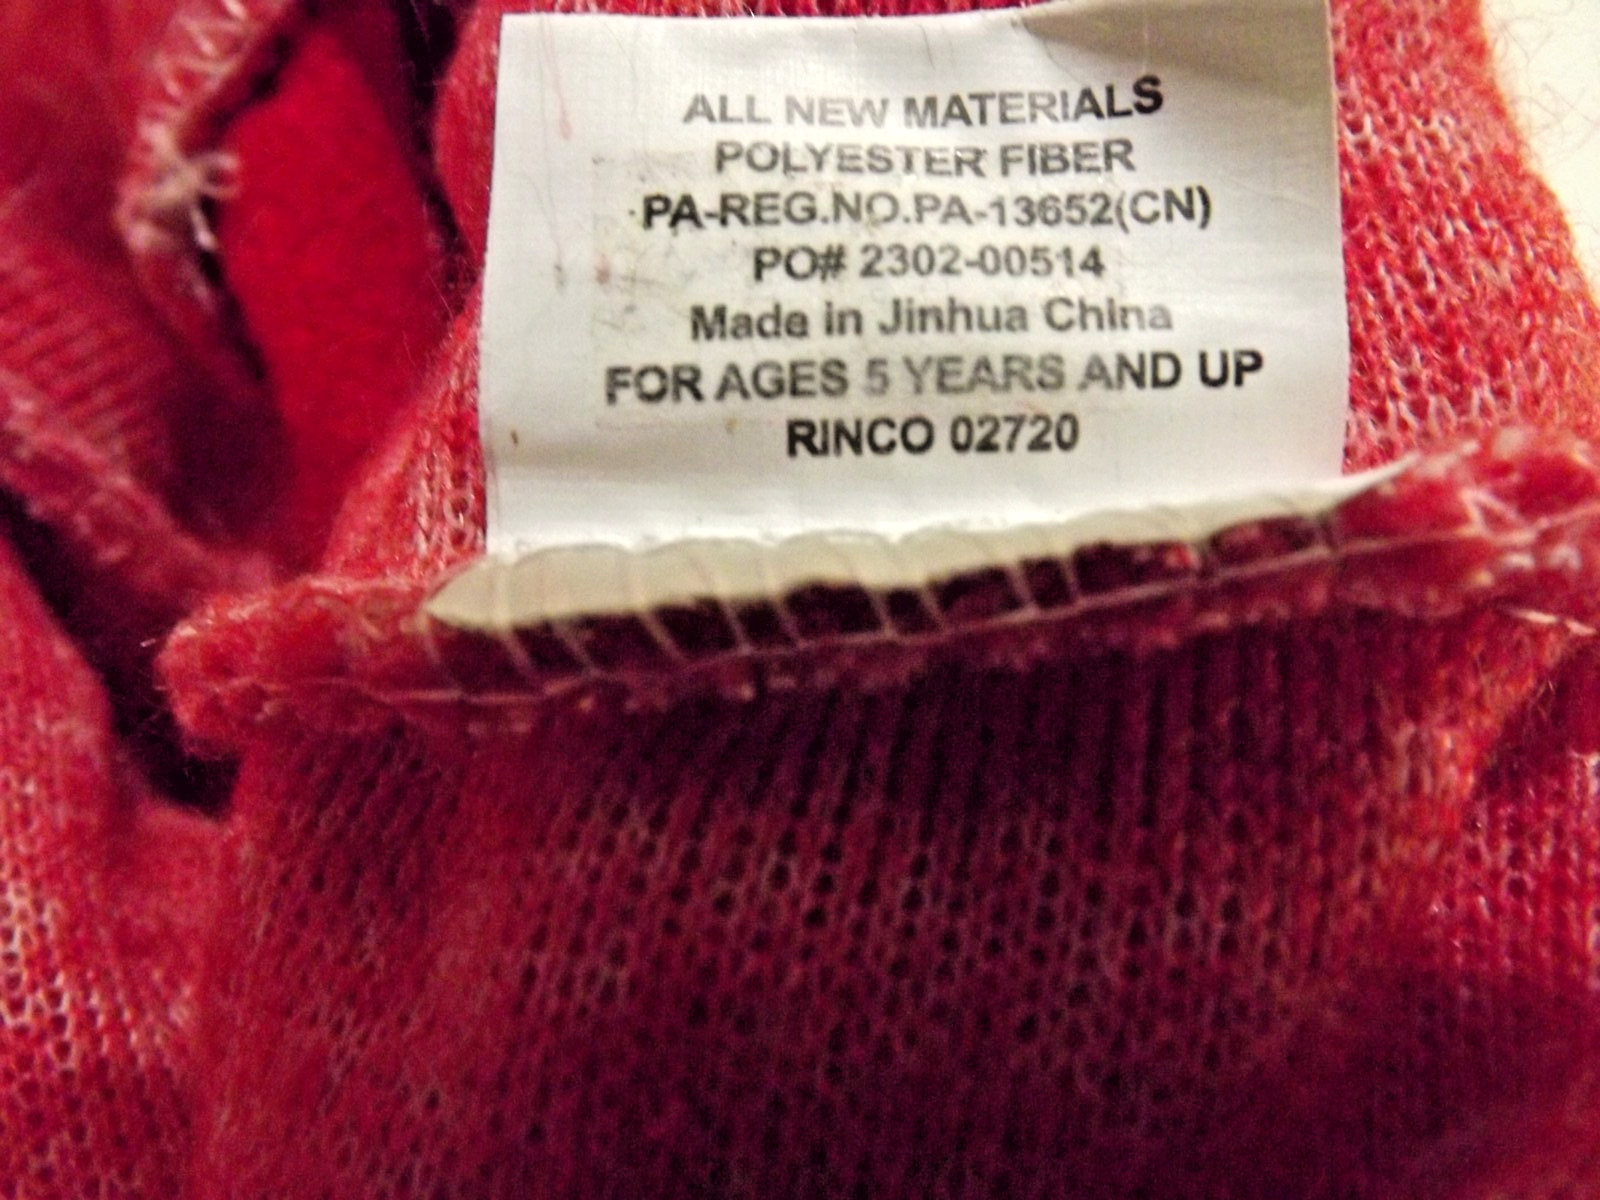 ALL NEW MATERIALS
POLYESTER FIBER
PA-REG.NO.PA-13652(CN)
PO# 2302-00514
Made in Jinhua China
FOR AGES 5 YEARS AND UP
RINCO 02720